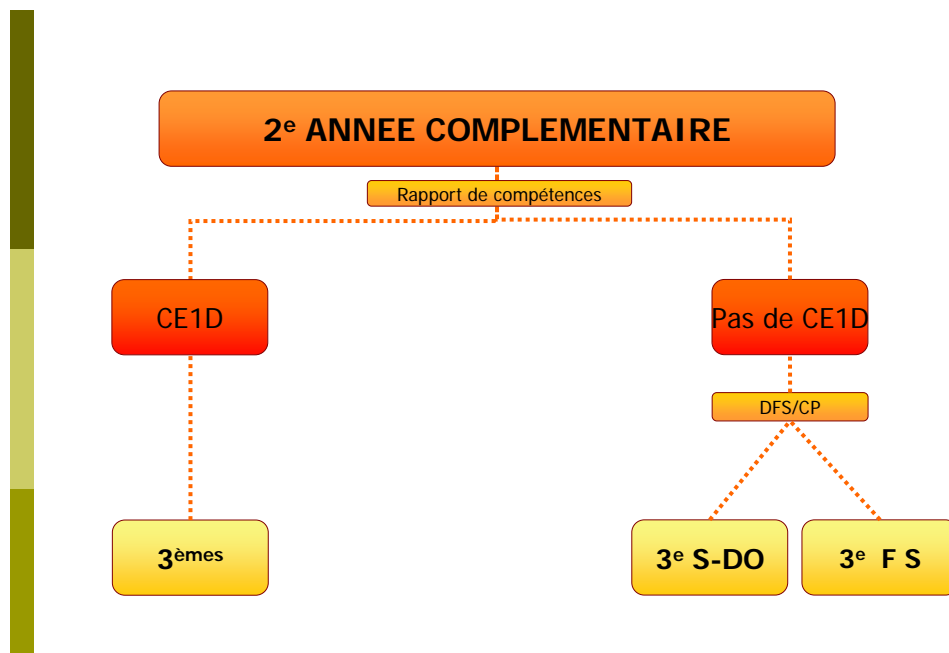 2e ANNEE COMPLEMENTAIRE
Rapport de compétences
CE1D
Pas de CE1D
DFS/CP
3èmes
3e S-DO
3e F S